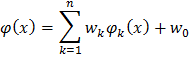 φ(x) = ∑_{k=1}^{n} w_k φ_k(x) + w_0